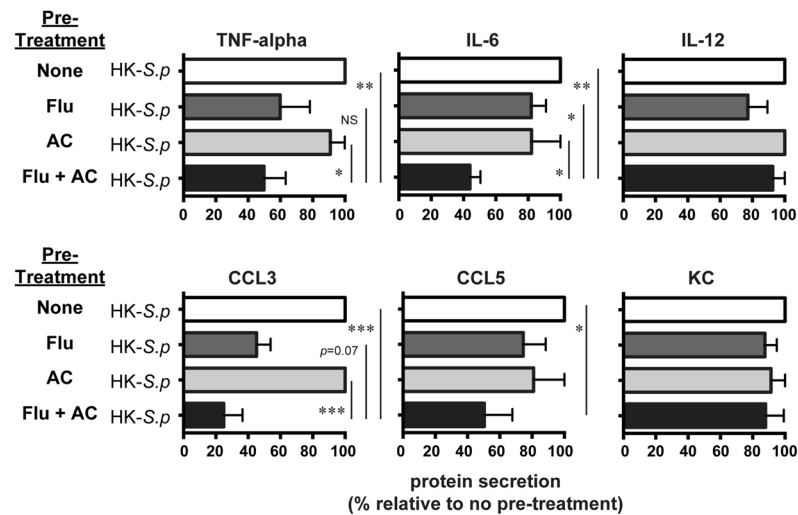 Pre-
Treatment
TNF-alpha IL-6 IL-12
None HK-S.p
Flu HK-S.p
AC HK-S.p
Flu + AC HK-S.p
** NS *
** * *
0 20 40 60 80 100 0 20 40 60 80 100 0 20 40 60 80 100
Pre-
Treatment
CCL3 CCL5 KC
None HK-S.p
Flu HK-S.p
AC HK-S.p
Flu + AC HK-S.p
*** p=0.07 ***
*
0 20 40 60 80 100 0 20 40 60 80 100 0 20 40 60 80 100
protein secretion
(% relative to no pre-treatment)